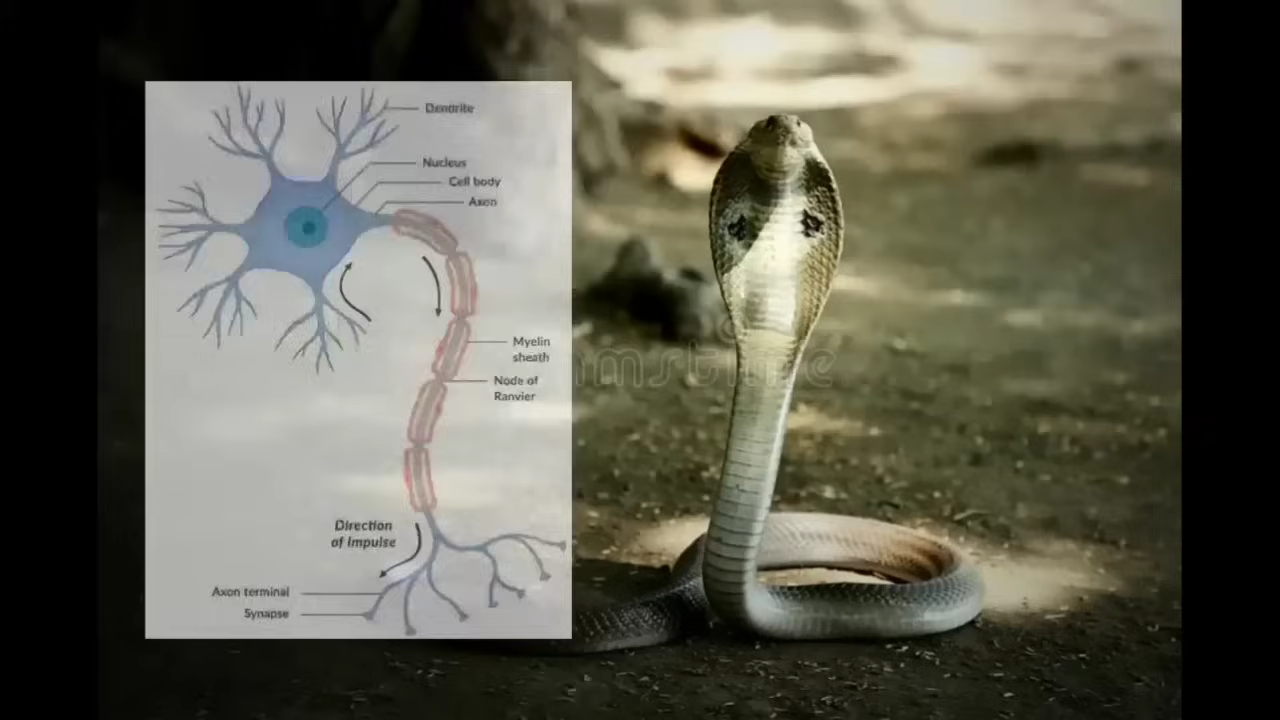 Dendrite
Nucleus
Cell body
Axon
Myelin
sheath
Node of
Ranvier
Direction
of Impulse
Axon terminal
Synapse